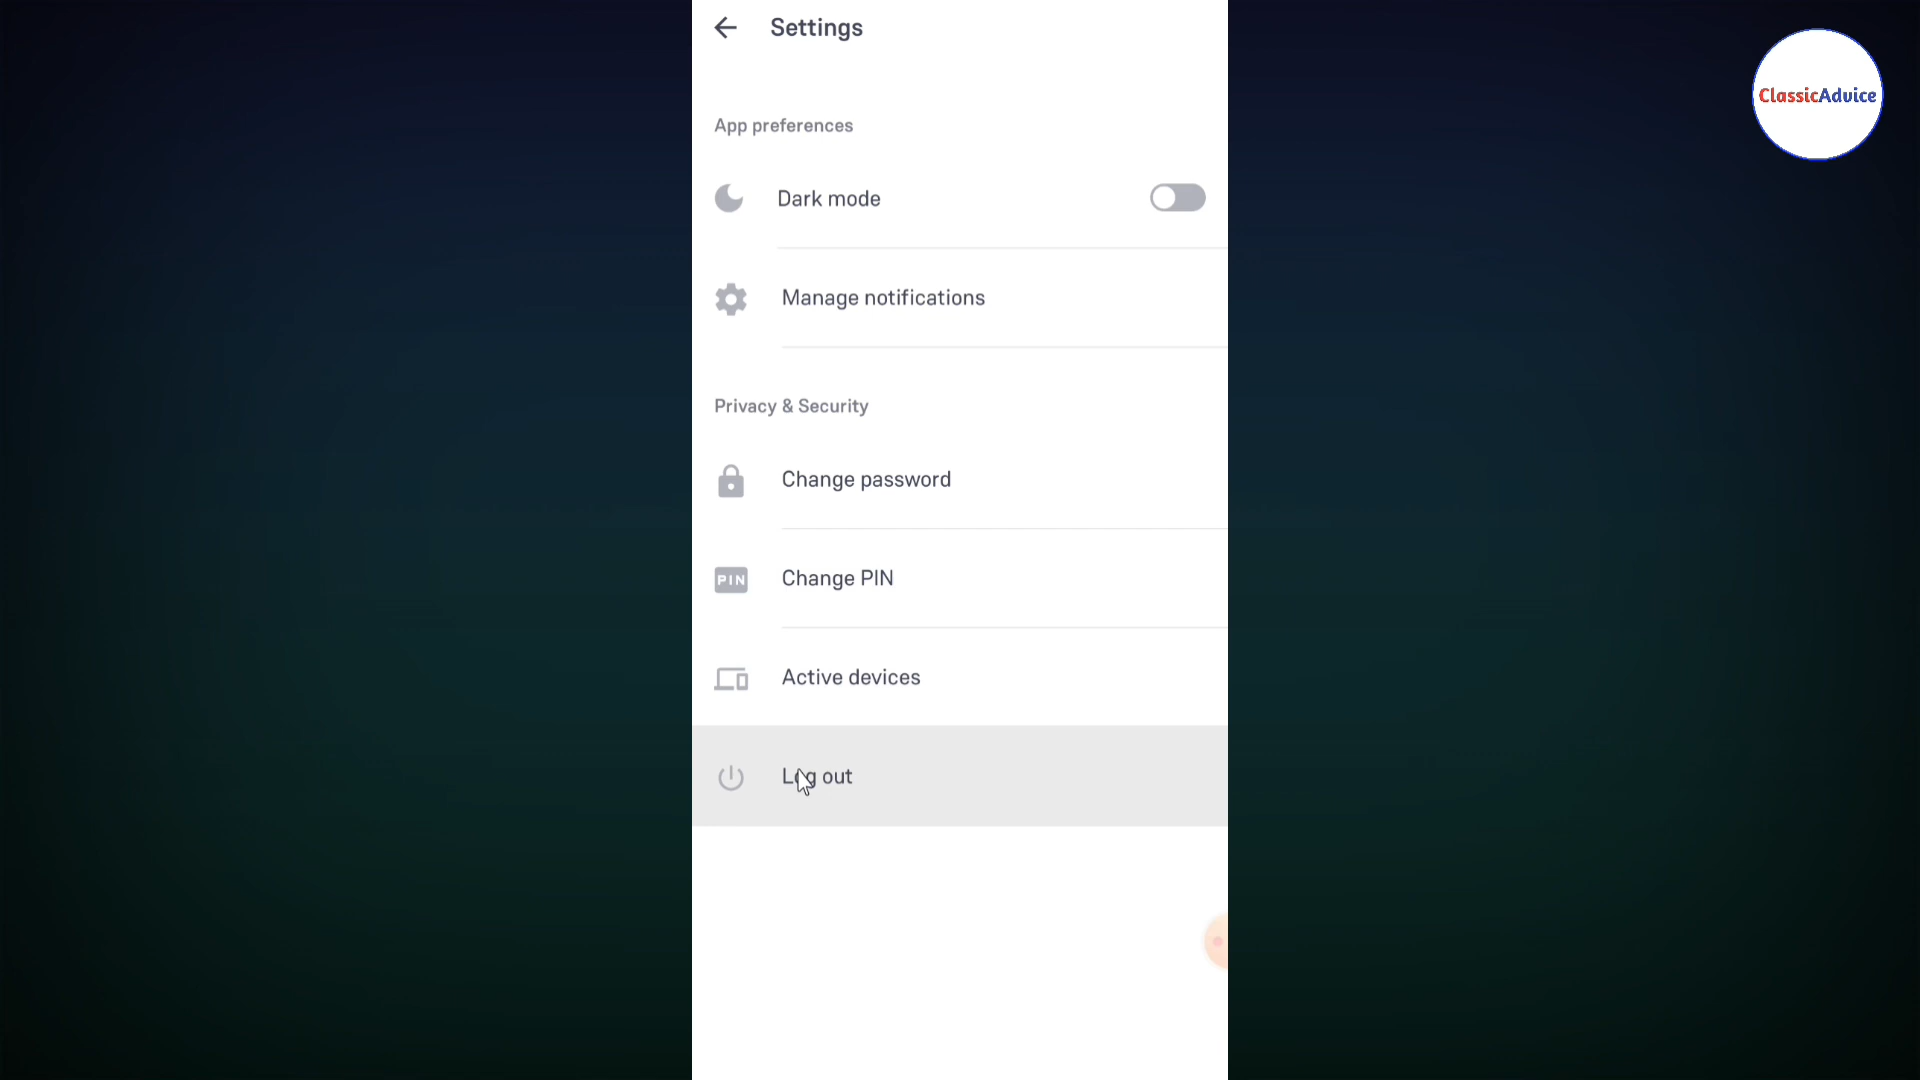 Settings
ClassicAdvice
App preferences
Dark mode
Manage notifications
Privacy & Security
Change password
PIN Change PIN
Active devices
Log out